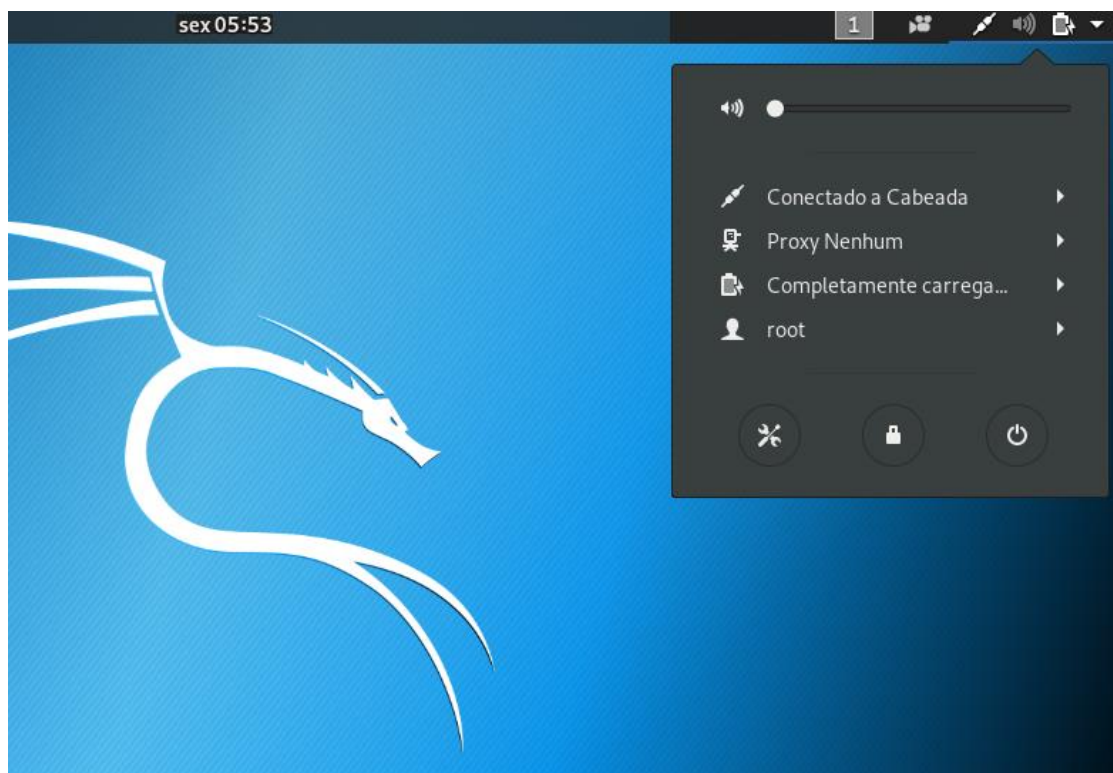 sex 05:53
1
Conectado a Cabeada
Proxy Nenhum
Completamente carrega...
root